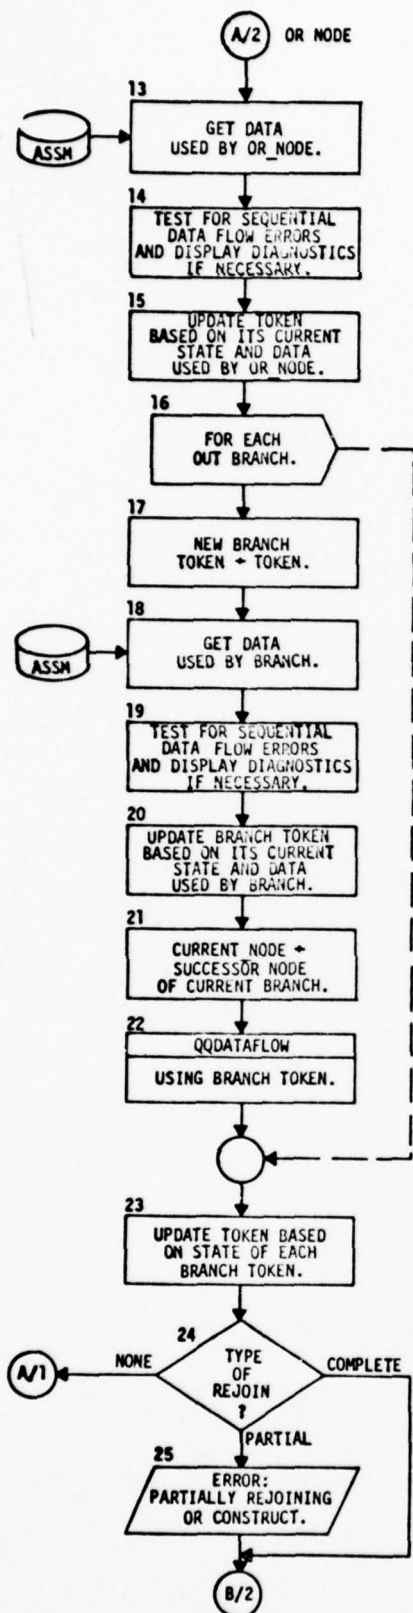 A/2 OR NODE
13
GET DATA
USED BY OR_NODE.
ASSM
14
TEST FOR SEQUENTIAL
DATA FLOW ERRORS
AND DISPLAY DIAGNOSTICS
IF NECESSARY.
15
UPDATE TOKEN
BASED ON ITS CURRENT
STATE AND DATA
USED BY OR_NODE.
16
FOR EACH
OUT BRANCH.
17
NEW BRANCH
TOKEN ← TOKEN.
18
GET DATA
USED BY BRANCH.
ASSM
19
TEST FOR SEQUENTIAL
DATA FLOW ERRORS
AND DISPLAY DIAGNOSTICS
IF NECESSARY.
20
UPDATE BRANCH TOKEN
BASED ON ITS CURRENT
STATE AND DATA
USED BY BRANCH.
21
CURRENT NODE ←
SUCCESSOR NODE
OF CURRENT BRANCH.
22
QQDATAFLOW
USING BRANCH TOKEN.
23
UPDATE TOKEN BASED
ON STATE OF EACH
BRANCH TOKEN.
24
TYPE
OF
REJOIN
?
NONE
COMPLETE
A/1
PARTIAL
25
ERROR:
PARTIALLY REJOINING
OR CONSTRUCT.
B/2